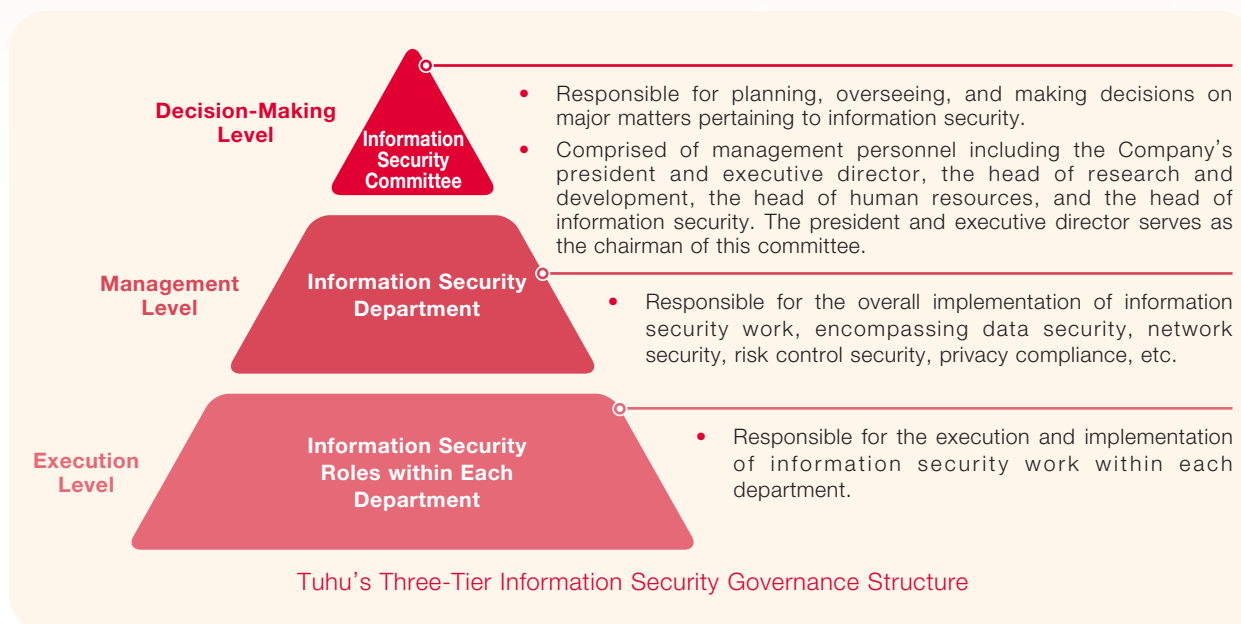 Decision-Making
Level
Information
Security
Committee
• Responsible for planning, overseeing, and making decisions on
major matters pertaining to information security.
• Comprised of management personnel including the Company’s
president and executive director, the head of research and
development, the head of human resources, and the head of
information security. The president and executive director serves as
the chairman of this committee.
Management
Level
Information Security
Department
• Responsible for the overall implementation of information
security work, encompassing data security, network
security, risk control security, privacy compliance, etc.
Execution
Level
Information Security
Roles within Each
Department
• Responsible for the execution and implementation
of information security work within each
department.
Tuhu’s Three-Tier Information Security Governance Structure